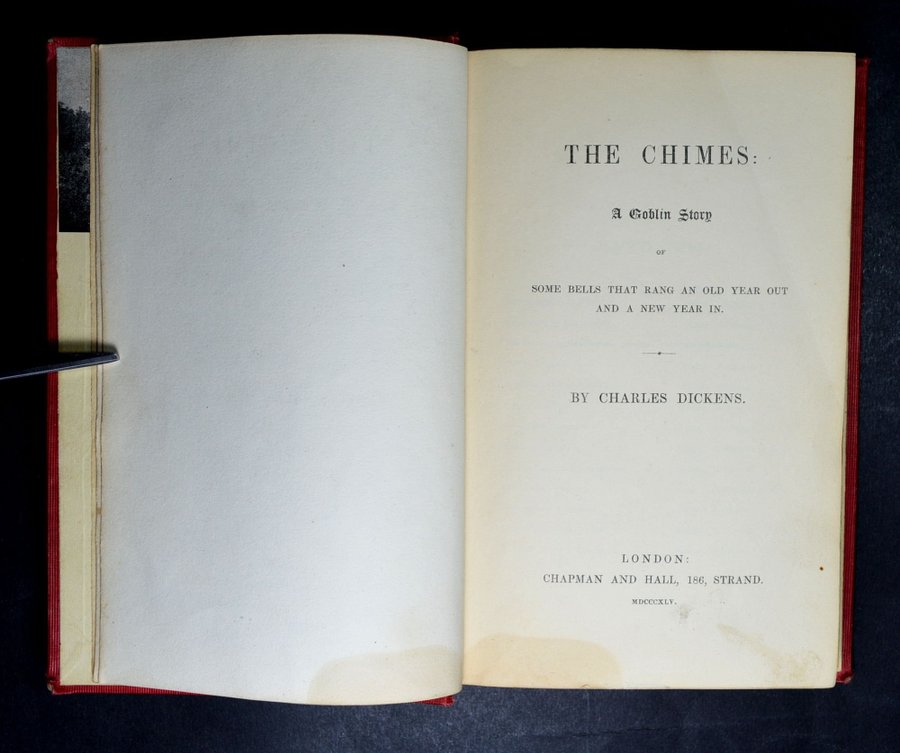 THE CHIMES:
A Goblin Story
OF
SOME BELLS THAT RANG AN OLD YEAR OUT
AND A NEW YEAR IN.
BY CHARLES DICKENS.
LONDON:
CHAPMAN AND HALL, 186, STRAND.
MDCCCXLV.